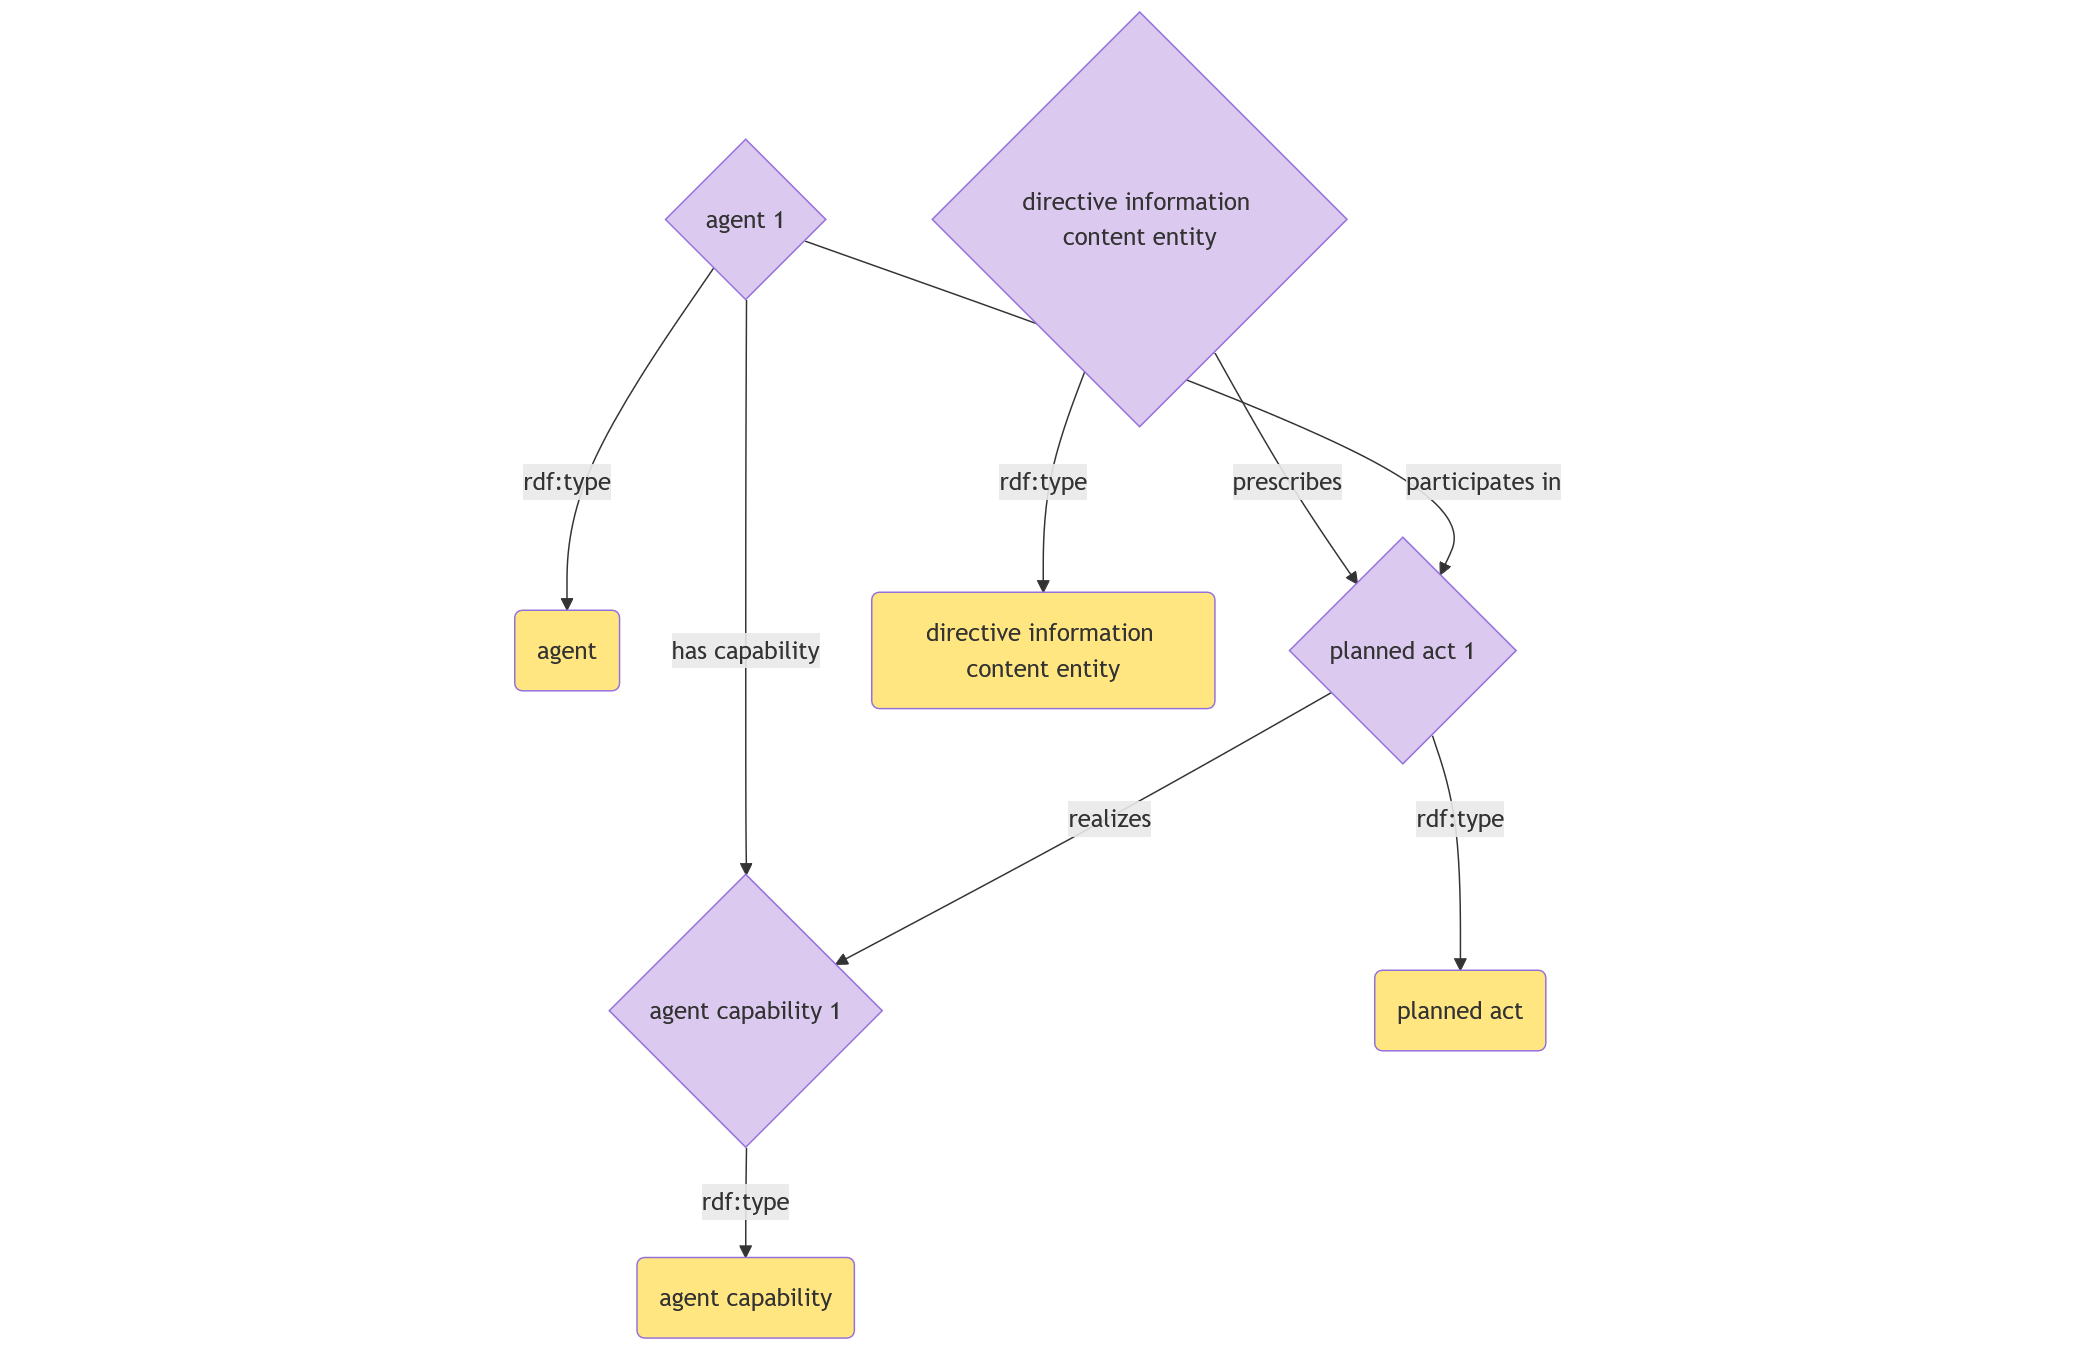 directive information
content entity
agent 1
rdf:type
rdf:type
prescribes
participates in
agent
has capability
directive information
content entity
planned act 1
realizes
rdf:type
agent capability 1
planned act
rdf:type
agent capability